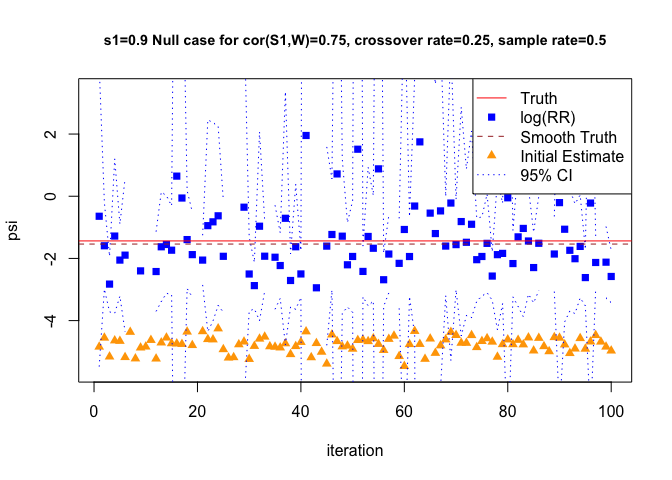 s1=0.9 Null case for cor(S1,W)=0.75, crossover rate=0.25, sample rate=0.5
Truth
log(RR)
Smooth Truth
Initial Estimate
95% CI
psi
2
0
-2
-4
0
20
40
60
80
100
iteration